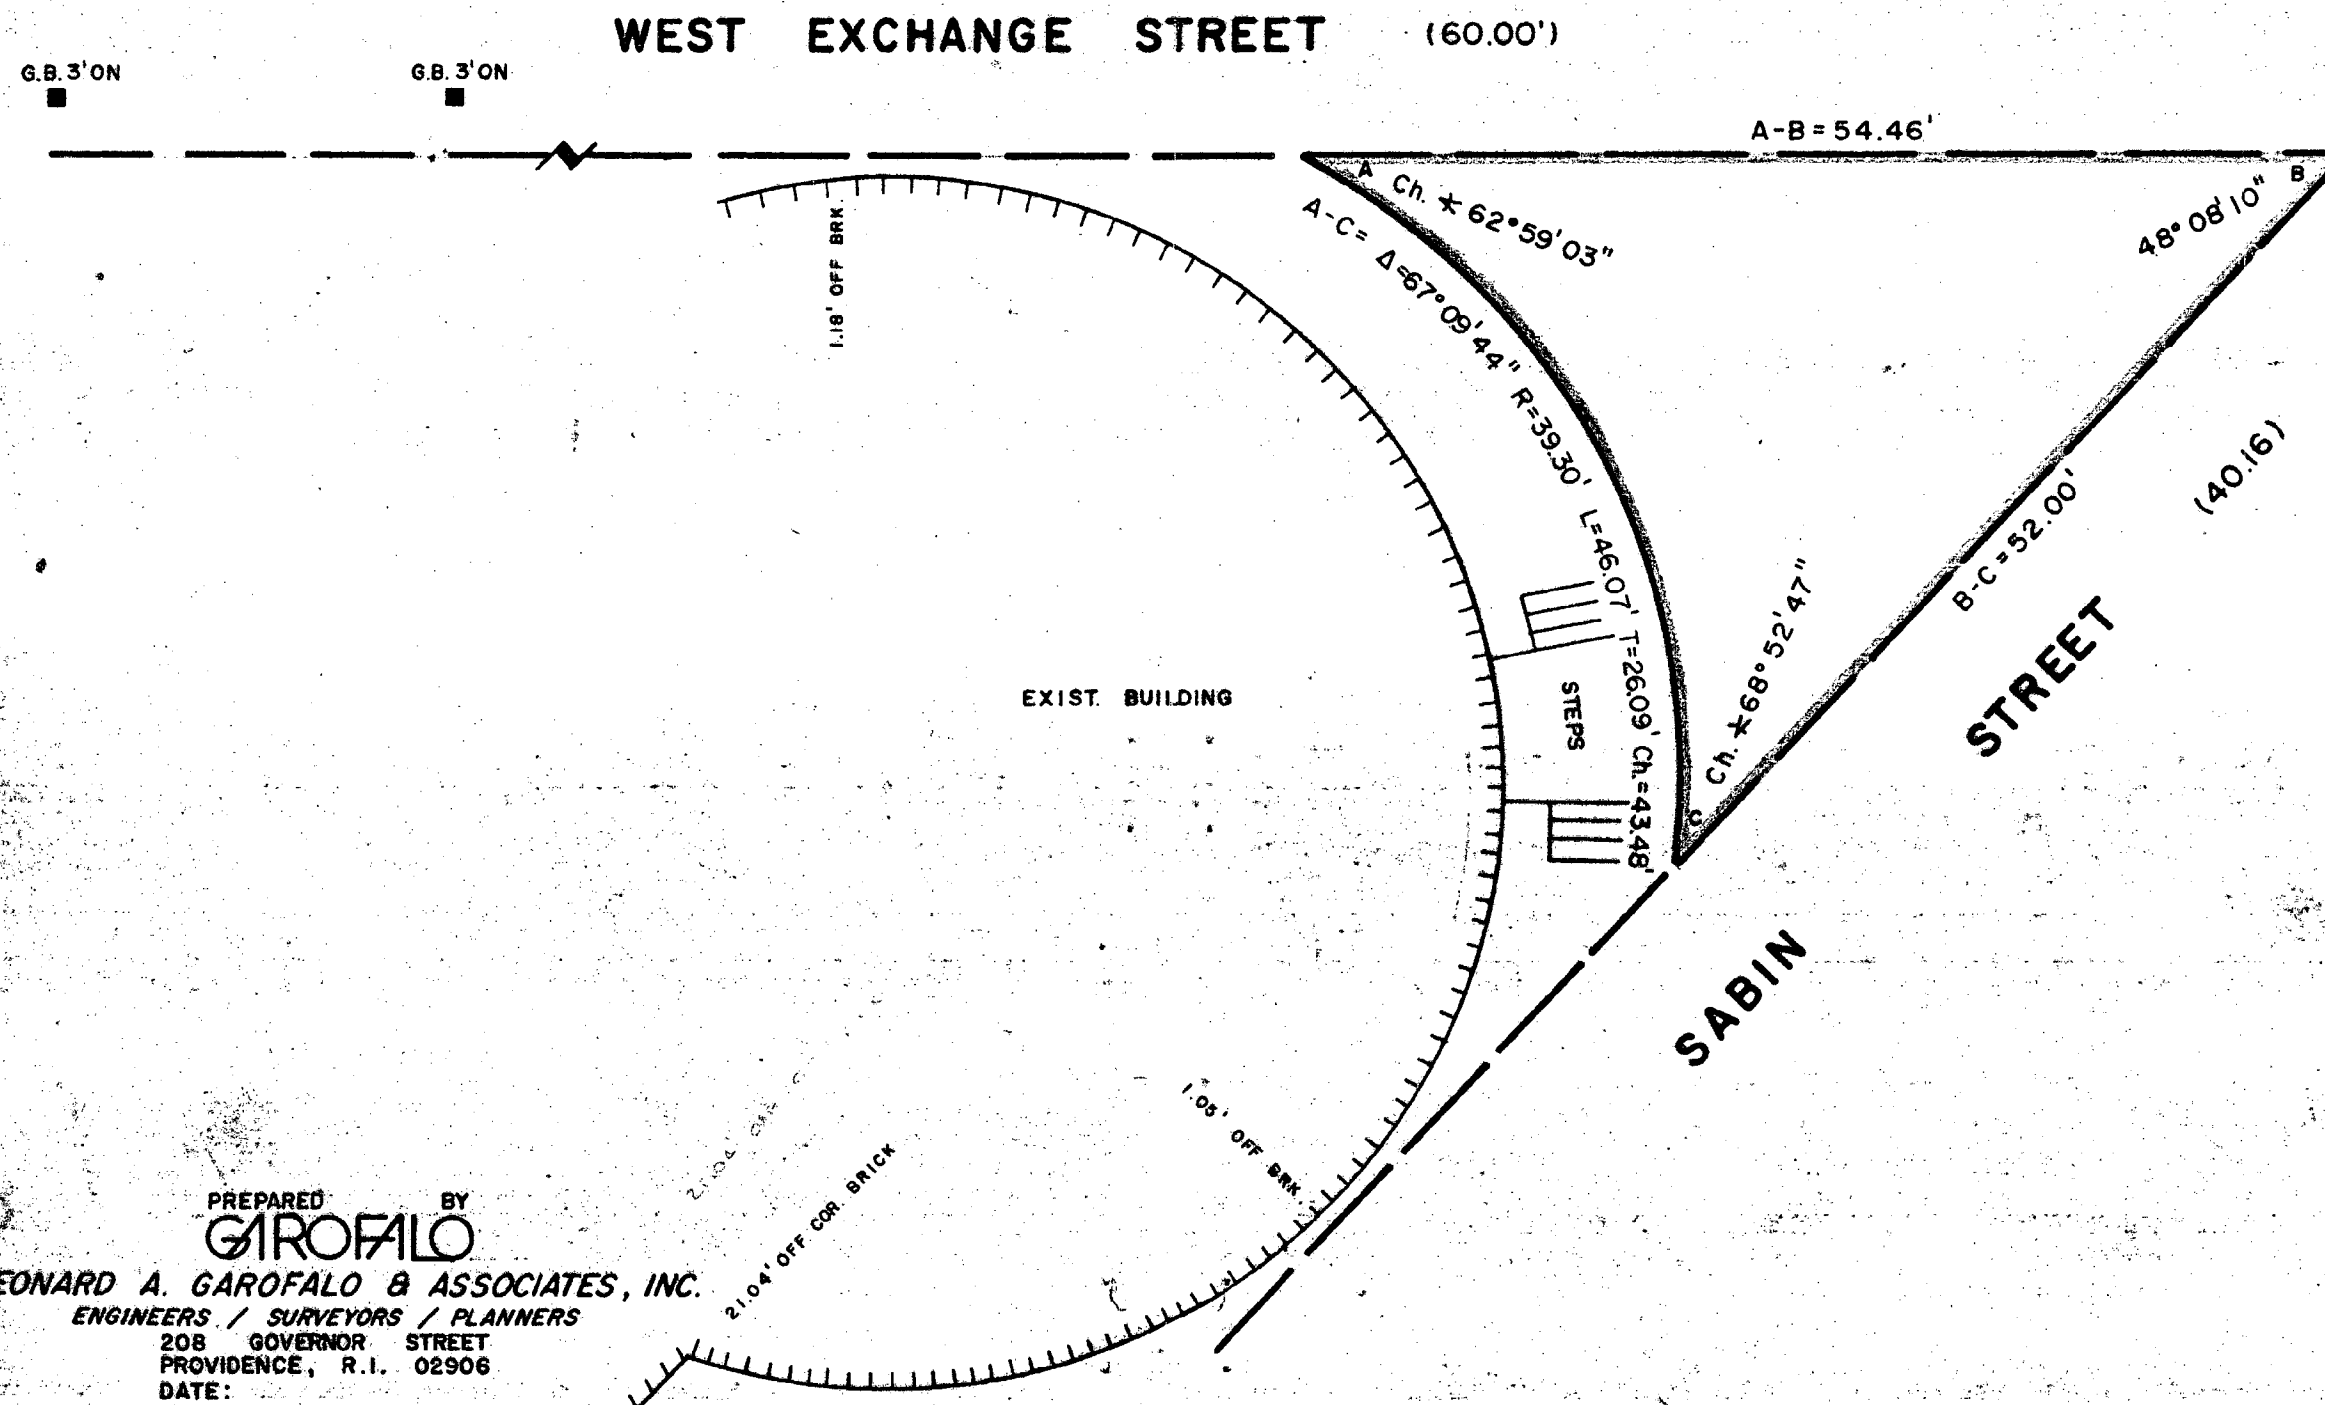 WEST EXCHANGE STREET (60.00')
G.B. 3' ON
G.B. 3' ON
A-B = 54.46'
A
B
Ch. ∡ 62°59'03"
48°08'10"
A-C = Δ=67°09'44" R=39.30' L=46.07' T=26.09' Ch.=43.48'
1.18' OFF BRK.
(40.16)
B-C = 52.00'
Ch. ∡ 68°52'47"
C
STEPS
EXIST. BUILDING
SABIN STREET
1.05' OFF BRK.
21.04' OFF COR. BRICK
PREPARED BY
GAROFALO
EONARD A. GAROFALO & ASSOCIATES, INC.
ENGINEERS / SURVEYORS / PLANNERS
208 GOVERNOR STREET
PROVIDENCE, R.I. 02906
DATE: